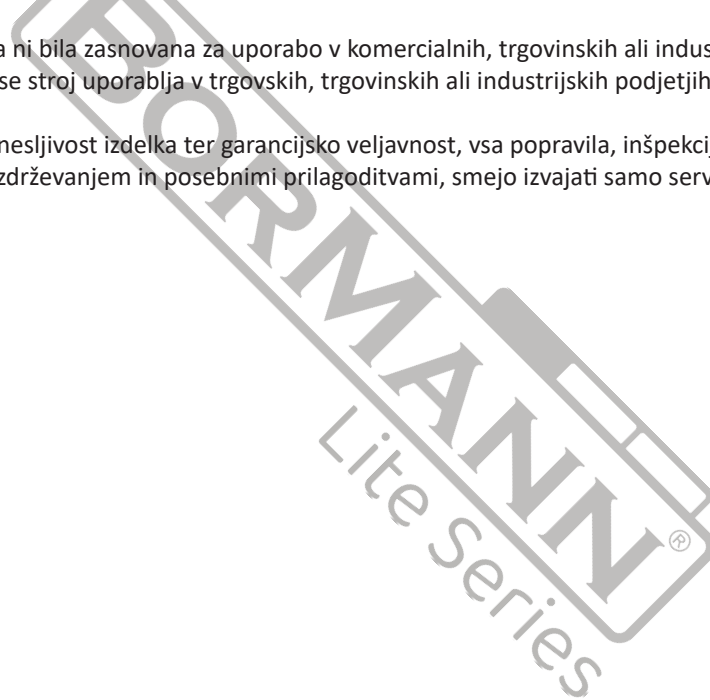 a ni bila zasnovana za uporabo v komercialnih, trgovinskih ali indus
se stroj uporablja v trgovskih, trgovinskih ali industrijskih podjetjih
nesljivost izdelka ter garancijsko veljavnost, vsa popravila, inšpekcij
zdrževanjem in posebnimi prilagoditvami, smejo izvajati samo serv
BORMANN®
Lite Series